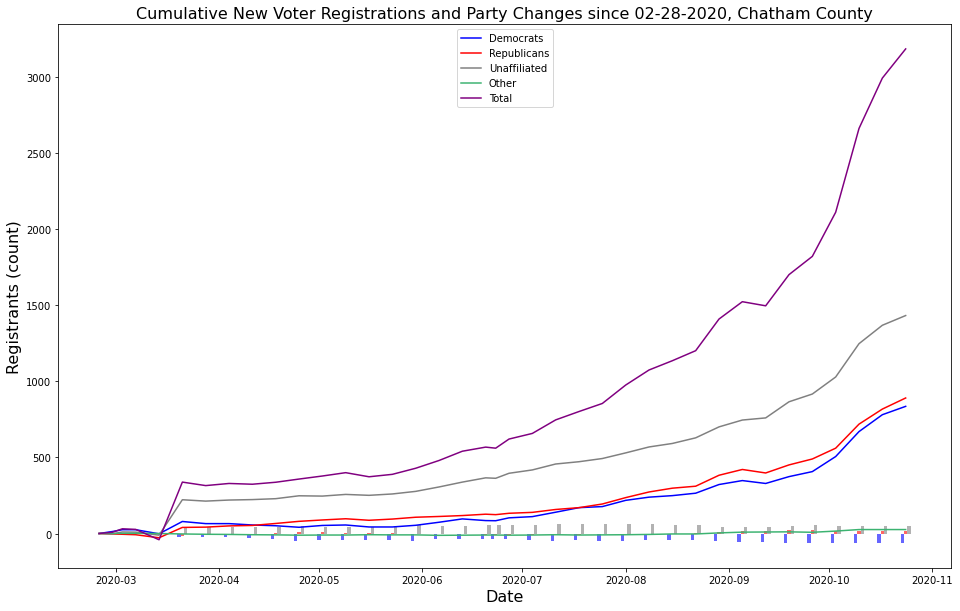 Cumulative New Voter Registrations and Party Changes since 02-28-2020, Chatham County
Democrats
Republicans
Unaffiliated
Other
Total
Registrants (count)
3000
2500
2000
1500
1000
500
0
2020-03 2020-04 2020-05 2020-06 2020-07 2020-08 2020-09 2020-10 2020-11
Date